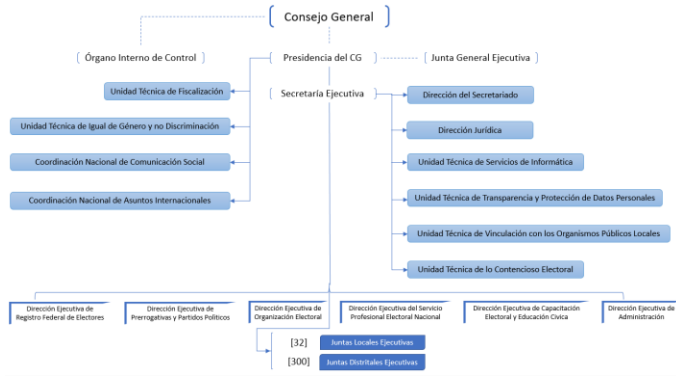 Consejo General
Órgano Interno de Control
Presidencia del CG
Junta General Ejecutiva
Unidad Técnica de Fiscalización
Secretaría Ejecutiva
Dirección del Secretariado
Unidad Técnica de Igual de Género y no Discriminación
Dirección Jurídica
Coordinación Nacional de Comunicación Social
Unidad Técnica de Servicios de Informática
Coordinación Nacional de Asuntos Internacionales
Unidad Técnica de Transparencia y Protección de Datos Personales
Unidad Técnica de Vinculación con los Organismos Públicos Locales
Unidad Técnica de lo Contencioso Electoral
Dirección Ejecutiva de
Registro Federal de Electores
Dirección Ejecutiva de
Prerrogativas y Partidos Políticos
Dirección Ejecutiva de
Organización Electoral
Dirección Ejecutiva del Servicio
Profesional Electoral Nacional
Dirección Ejecutiva de Capacitación
Electoral y Educación Cívica
Dirección Ejecutiva de
Administración
[32] Juntas Locales Ejecutivas
[300] Juntas Distritales Ejecutivas